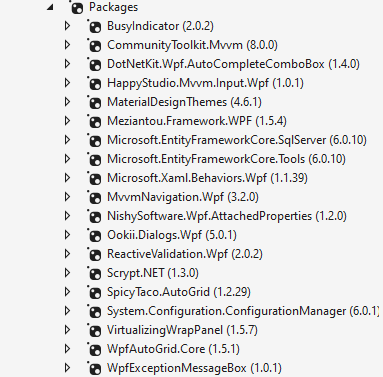 Packages
BusyIndicator (2.0.2)
CommunityToolkit.Mvvm (8.0.0)
DotNetKit.Wpf.AutoCompleteComboBox (1.4.0)
HappyStudio.Mvvm.Input.Wpf (1.0.1)
MaterialDesignThemes (4.6.1)
Meziantou.Framework.WPF (1.5.4)
Microsoft.EntityFrameworkCore.SqlServer (6.0.10)
Microsoft.EntityFrameworkCore.Tools (6.0.10)
Microsoft.Xaml.Behaviors.Wpf (1.1.39)
MvvmNavigation.Wpf (3.2.0)
NishySoftware.Wpf.AttachedProperties (1.2.0)
Ookii.Dialogs.Wpf (5.0.1)
ReactiveValidation.Wpf (2.0.2)
Scrypt.NET (1.3.0)
SpicyTaco.AutoGrid (1.2.29)
System.Configuration.ConfigurationManager (6.0.1)
VirtualizingWrapPanel (1.5.7)
WpfAutoGrid.Core (1.5.1)
WpfExceptionMessageBox (1.0.1)